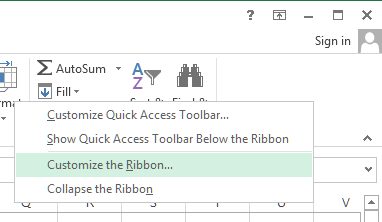 ?
Sign in
AutoSum
Fill
A
Z
Customize Quick Access Toolbar...
Show Quick Access Toolbar Below the Ribbon
Customize the Ribbon...
Collapse the Ribbon
Q R S T U V